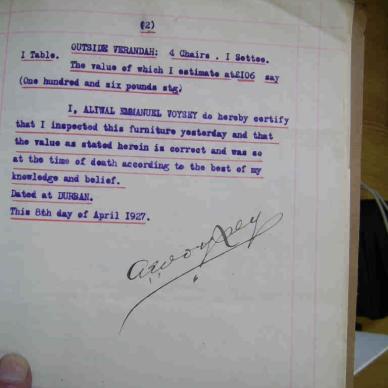 (2)
OUTSIDE VERANDAH: 4 Chairs . I Settee.
I Table.
The value of which I estimate at£106 say
(One hundred and six pounds stg)
I, ALIWAL EMMANUEL VOYSEY do hereby certify
that I inspected this furniture yesterday and that
the value as stated herein is correct and was so
at the time of death according to the best of my
knowledge and belief.
Dated at DURBAN.
This 8th day of April 1927.